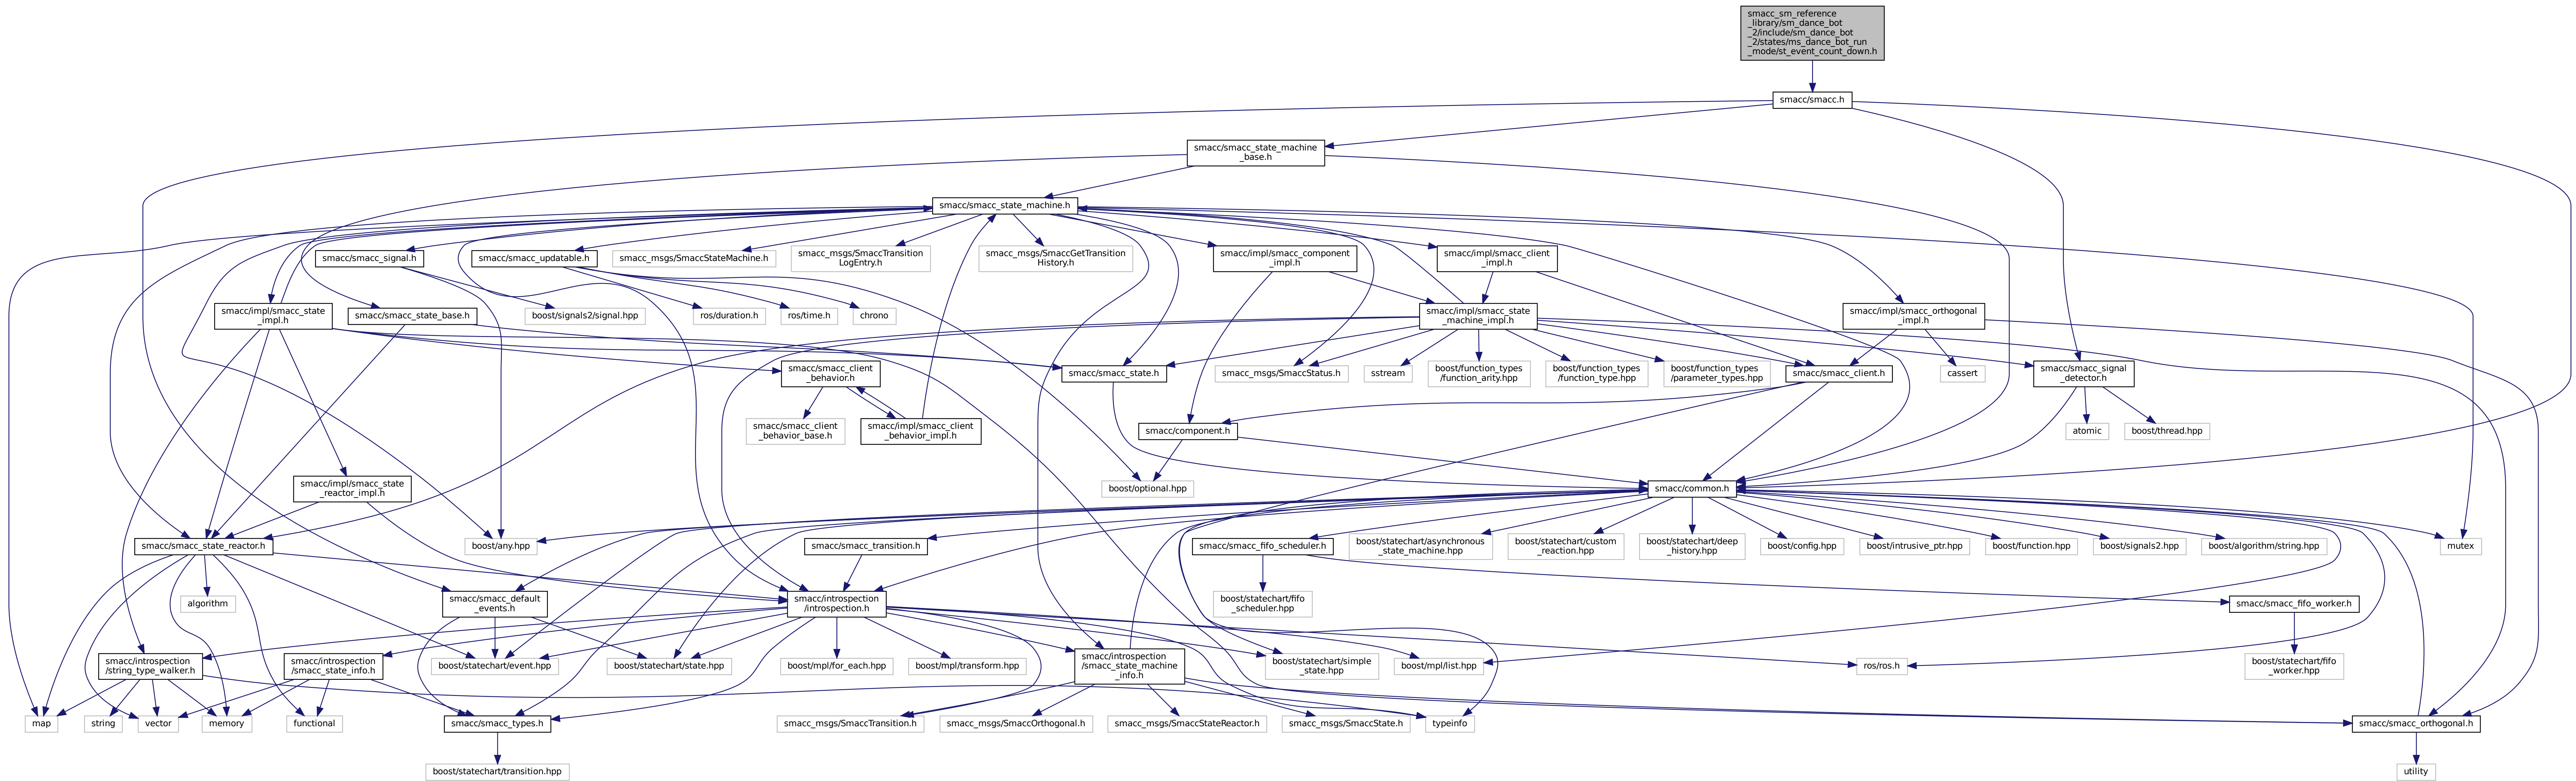 smacc_sm_reference
_library/sm_dance_bot
_2/include/sm_dance_bot
_2/states/ms_dance_bot_run
_mode/st_event_count_down.h
smacc/smacc.h
smacc/smacc_state_machine
_base.h
smacc/smacc_state_machine.h
smacc/smacc_signal.h
smacc/smacc_updatable.h
smacc_msgs/SmaccStateMachine.h
smacc_msgs/SmaccTransition
LogEntry.h
smacc_msgs/SmaccGetTransition
History.h
smacc/impl/smacc_component
_impl.h
smacc/impl/smacc_client
_impl.h
smacc/impl/smacc_state
_impl.h
smacc/smacc_state_base.h
boost/signals2/signal.hpp
ros/duration.h
ros/time.h
chrono
smacc/impl/smacc_state
_machine_impl.h
smacc/impl/smacc_orthogonal
_impl.h
smacc/smacc_client
_behavior.h
smacc/smacc_state.h
smacc_msgs/SmaccStatus.h
sstream
boost/function_types
/function_arity.hpp
boost/function_types
/function_type.hpp
boost/function_types
/parameter_types.hpp
smacc/smacc_client.h
cassert
smacc/smacc_signal
_detector.h
smacc/smacc_client
_behavior_base.h
smacc/impl/smacc_client
_behavior_impl.h
smacc/component.h
atomic
boost/thread.hpp
smacc/impl/smacc_state
_reactor_impl.h
boost/optional.hpp
smacc/common.h
smacc/smacc_state_reactor.h
boost/any.hpp
smacc/smacc_transition.h
smacc/smacc_fifo_scheduler.h
boost/statechart/asynchronous
_state_machine.hpp
boost/statechart/custom
_reaction.hpp
boost/statechart/deep
_history.hpp
boost/config.hpp
boost/intrusive_ptr.hpp
boost/function.hpp
boost/signals2.hpp
boost/algorithm/string.hpp
mutex
algorithm
smacc/smacc_default
_events.h
smacc/introspection
/introspection.h
boost/statechart/fifo
_scheduler.hpp
smacc/smacc_fifo_worker.h
smacc/introspection
/string_type_walker.h
smacc/introspection
/smacc_state_info.h
boost/statechart/event.hpp
boost/statechart/state.hpp
boost/mpl/for_each.hpp
boost/mpl/transform.hpp
smacc/introspection
/smacc_state_machine
_info.h
boost/statechart/simple
_state.hpp
boost/mpl/list.hpp
ros/ros.h
boost/statechart/fifo
_worker.hpp
map
string
vector
memory
functional
smacc/smacc_types.h
smacc_msgs/SmaccTransition.h
smacc_msgs/SmaccOrthogonal.h
smacc_msgs/SmaccStateReactor.h
smacc_msgs/SmaccState.h
typeinfo
smacc/smacc_orthogonal.h
boost/statechart/transition.hpp
utility